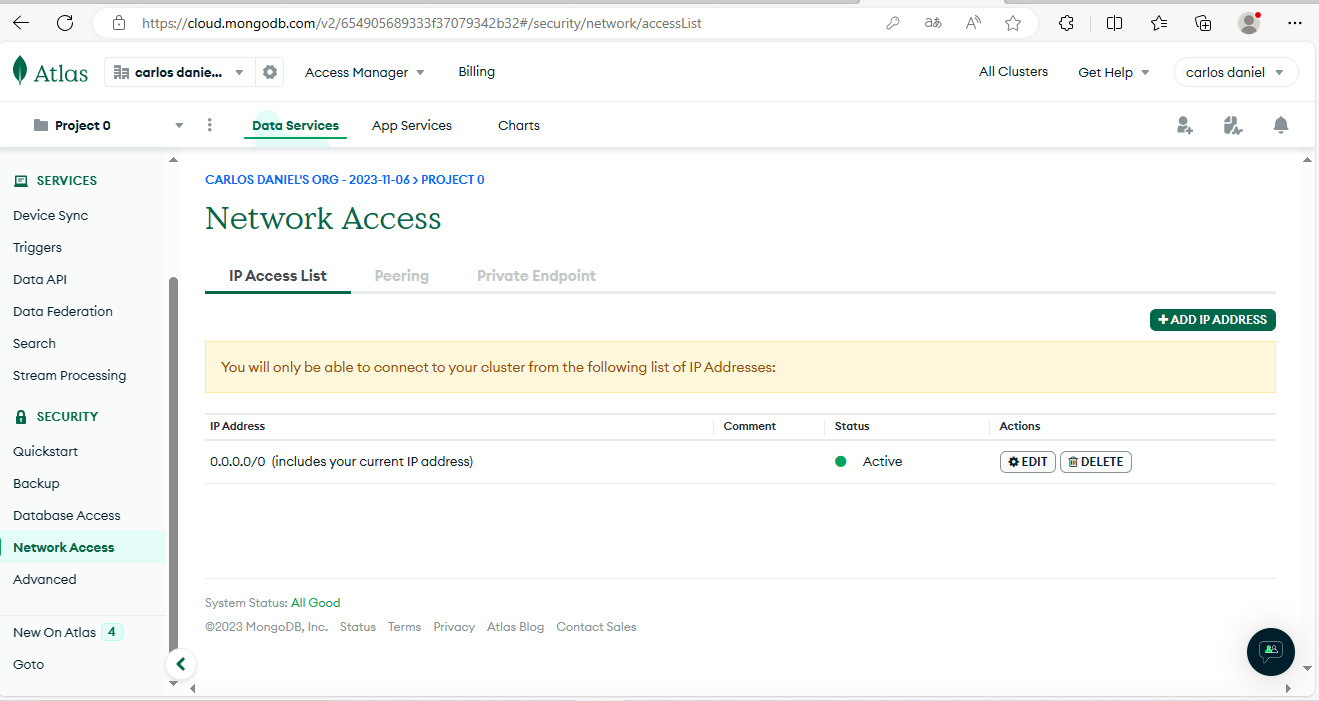 https://cloud.mongodb.com/v2/654905689333f37079342b32#/security/network/accessList
Atlas carlos danie... Access Manager Billing All Clusters Get Help carlos daniel
Project 0 Data Services App Services Charts
SERVICES
Device Sync
Triggers
Data API
Data Federation
Search
Stream Processing
SECURITY
Quickstart
Backup
Database Access
Network Access
Advanced
New On Atlas 4
Goto
CARLOS DANIEL'S ORG - 2023-11-06 > PROJECT 0
Network Access
IP Access List Peering Private Endpoint
+ ADD IP ADDRESS
You will only be able to connect to your cluster from the following list of IP Addresses:
IP Address Comment Status Actions
0.0.0.0/0 (includes your current IP address) Active EDIT DELETE
System Status: All Good
©2023 MongoDB, Inc. Status Terms Privacy Atlas Blog Contact Sales